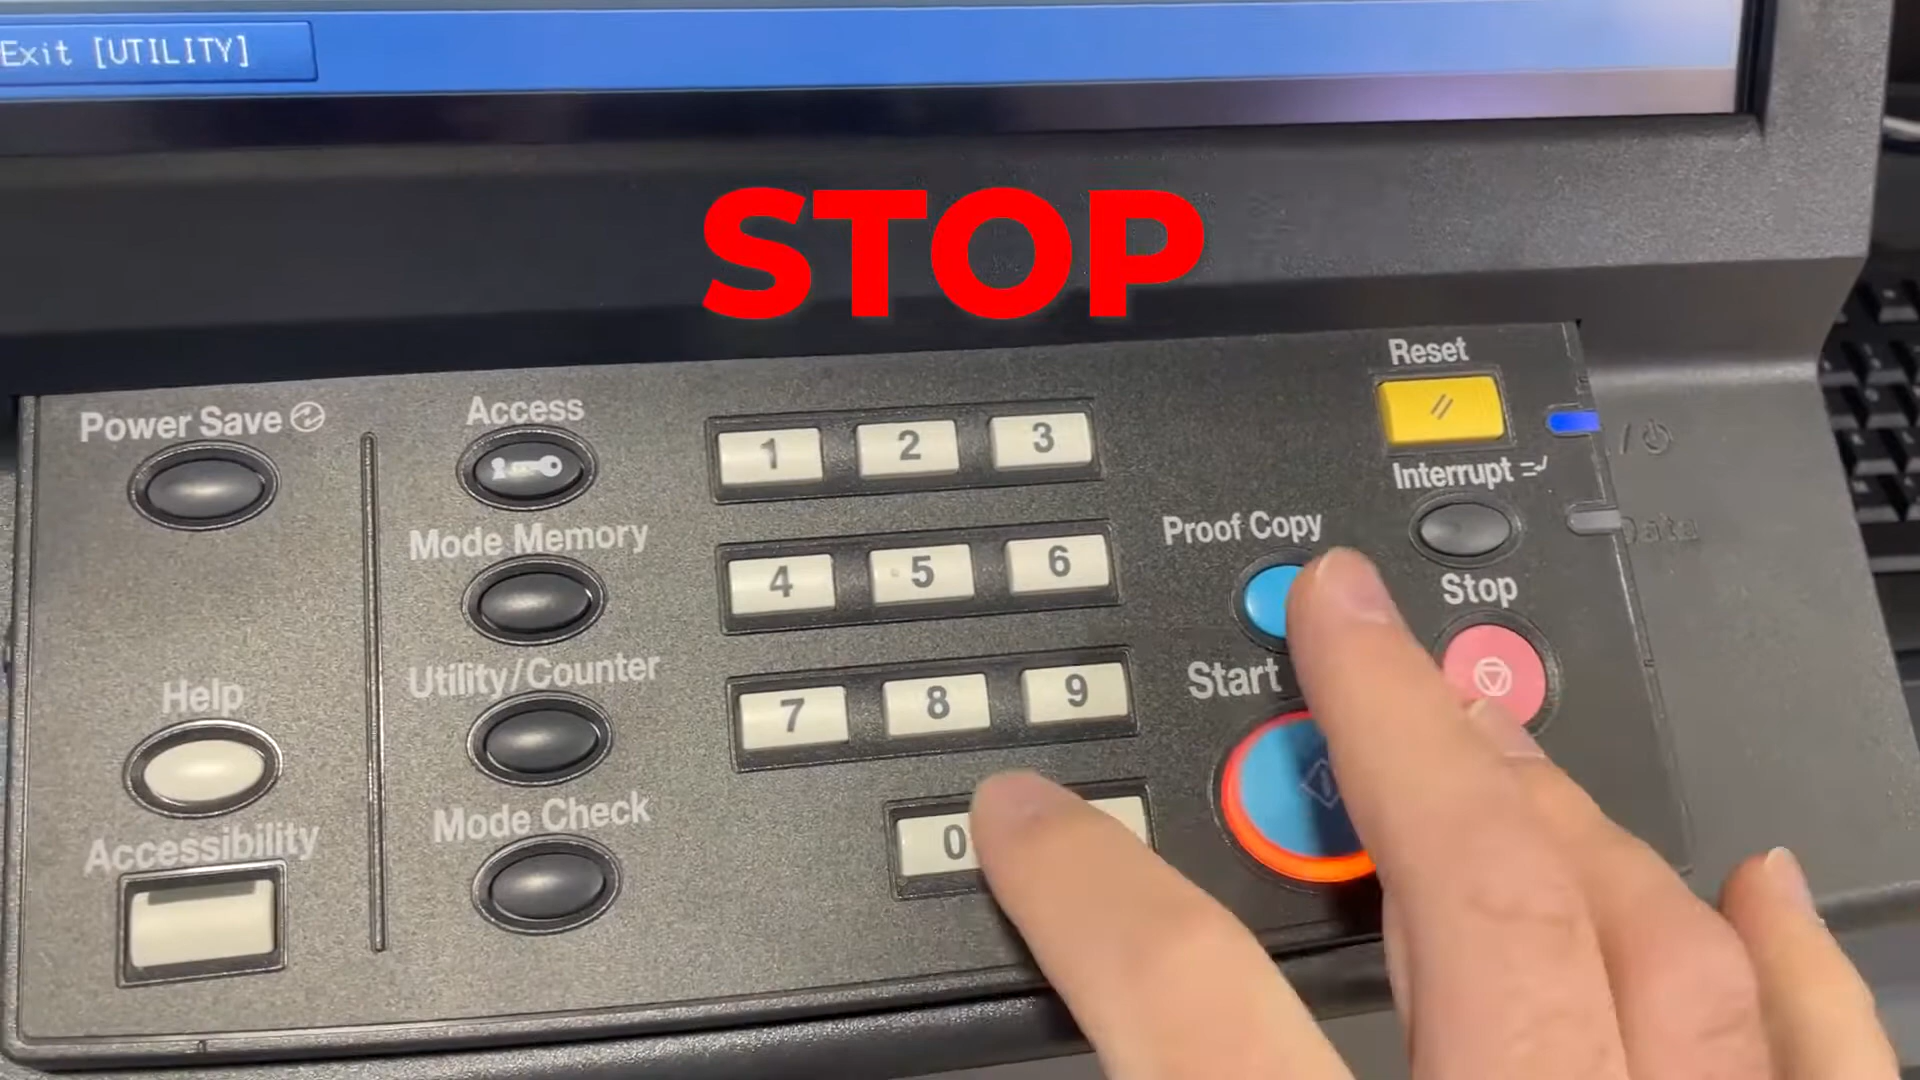 Exit [UTILITY]
STOP
Reset
Power Save
Access
1 2 3
Interrupt
Mode Memory
Proof Copy
Data
4 5 6
Stop
Utility/Counter
Help
Start
7 8 9
Mode Check
Accessibility
0